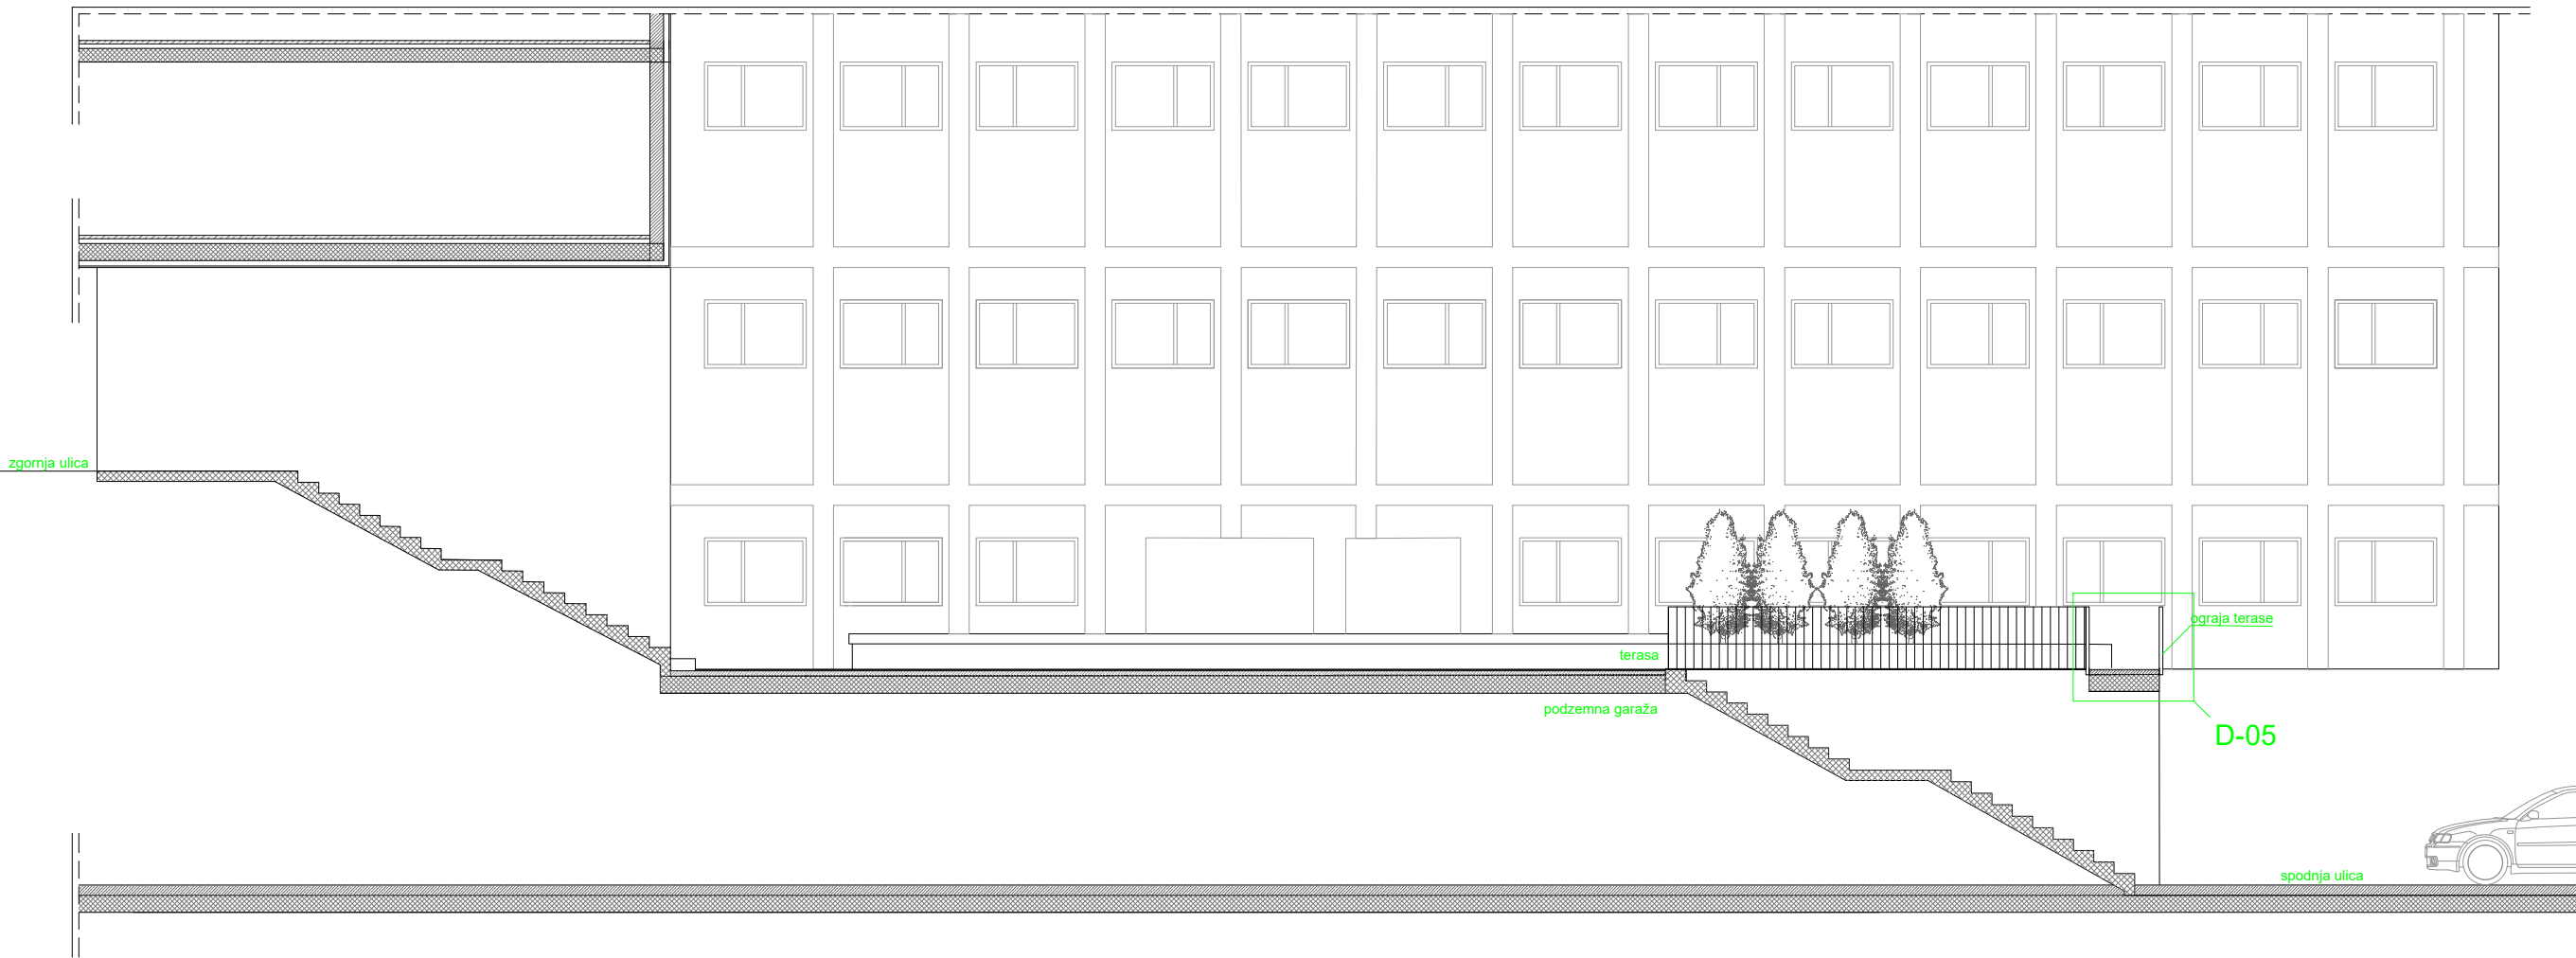 zgornja ulica
ograja terase
terasa
podzemna garaža
D-05
spodnja ulica